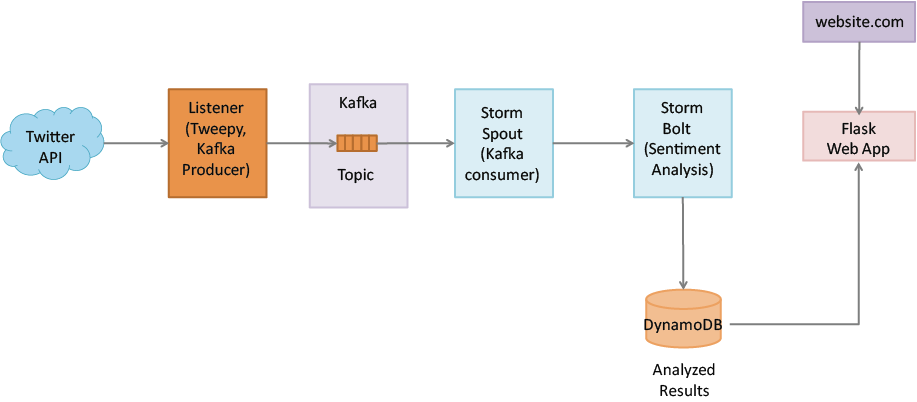 website.com
Twitter
API
Listener
(Tweepy,
Kafka
Producer)
Kafka
Topic
Storm
Spout
(Kafka
consumer)
Storm
Bolt
(Sentiment
Analysis)
Flask
Web App
DynamoDB
Analyzed
Results